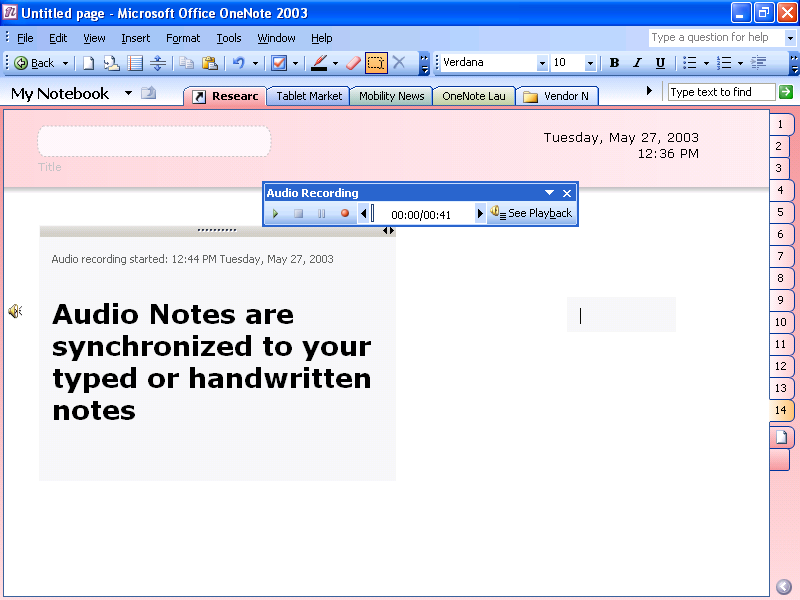 Untitled page - Microsoft Office OneNote 2003
File Edit View Insert Format Tools Window Help
Type a question for help
Back
Verdana
10
B I U
My Notebook
Researc
Tablet Market
Mobility News
OneNote Lau
Vendor N
Type text to find
Title
Tuesday, May 27, 2003
12:36 PM
Audio Recording
00:00/00:41
See Playback
Audio recording started: 12:44 PM Tuesday, May 27, 2003
Audio Notes are
synchronized to your
typed or handwritten
notes
1
2
3
4
5
6
7
8
9
10
11
12
13
14